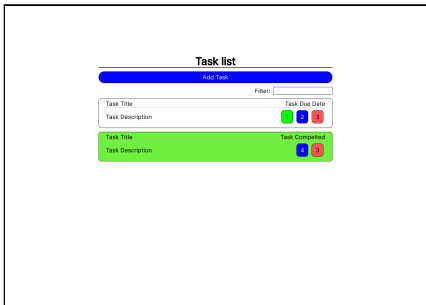 Task list
Add Task
Filter:
Task Title Task Due Date
Task Description 1 2 3
Task Title Task Compelted
Task Description 4 3